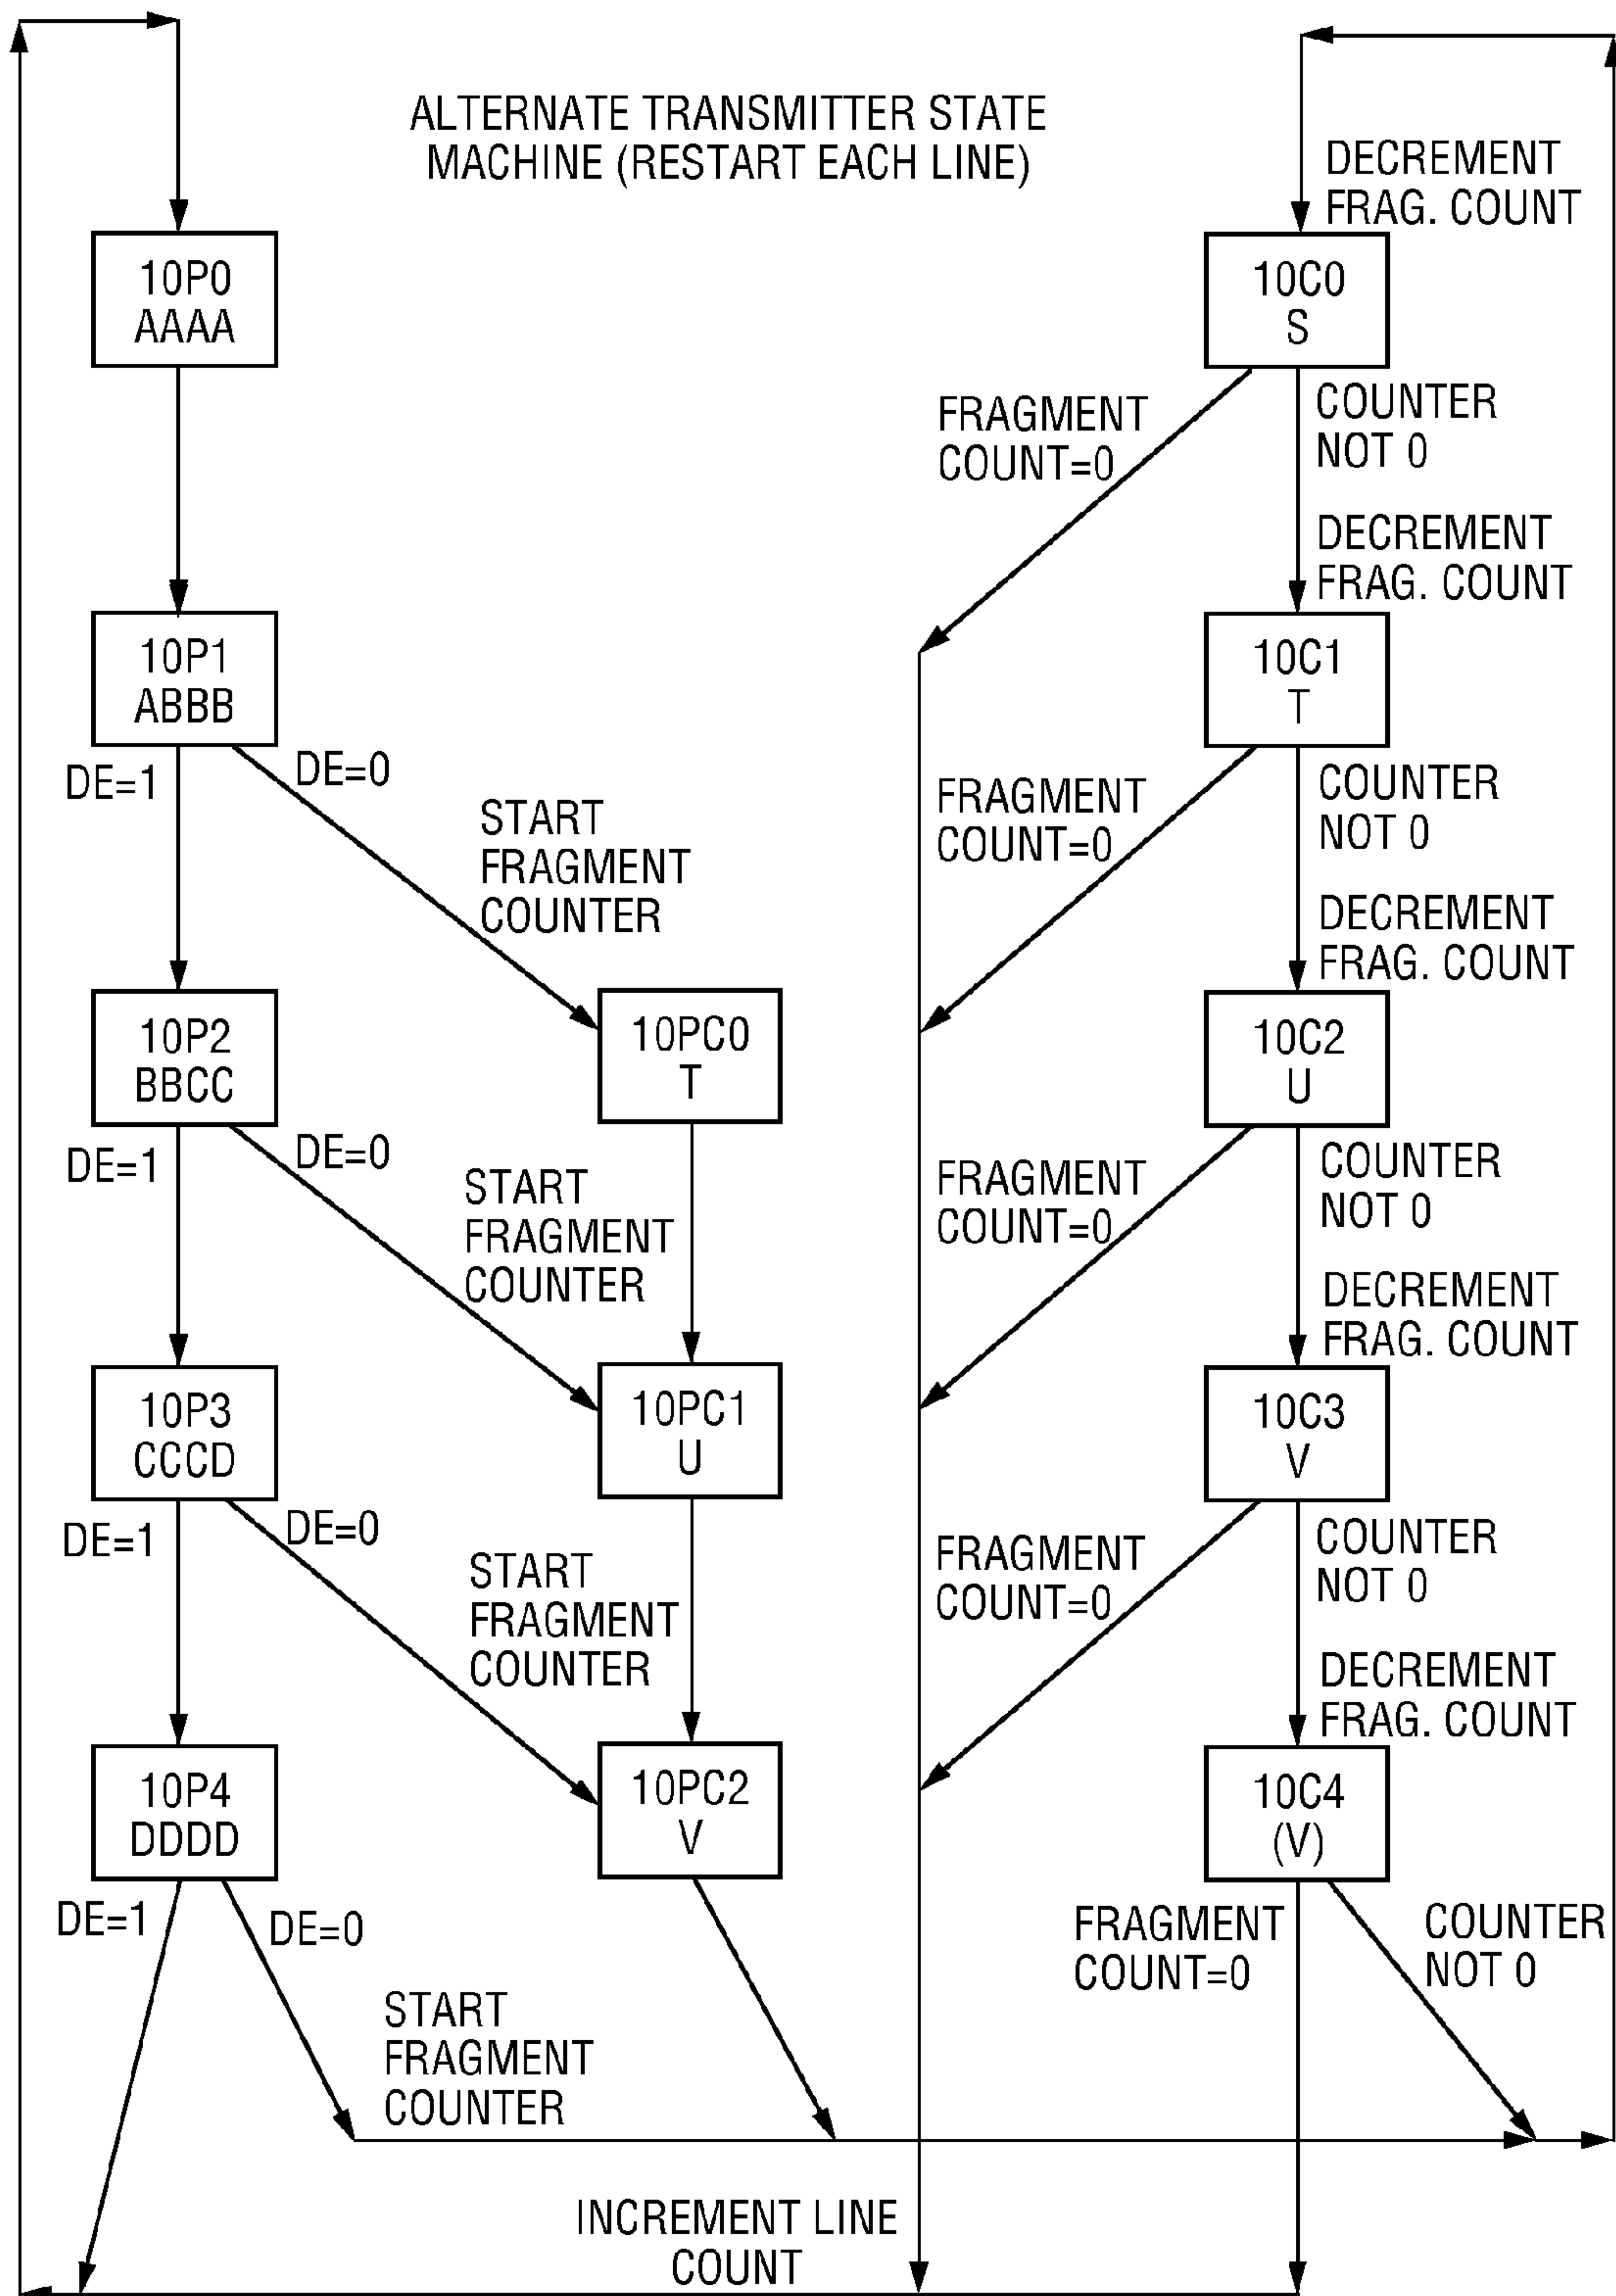 ALTERNATE TRANSMITTER STATE
MACHINE (RESTART EACH LINE)
10P0
AAAA
10P1
ABBB
DE=1
DE=0
START
FRAGMENT
COUNTER
10P2
BBCC
10PC0
T
DE=1
DE=0
START
FRAGMENT
COUNTER
10P3
CCCD
10PC1
U
DE=1
DE=0
START
FRAGMENT
COUNTER
10P4
DDDD
10PC2
V
DE=1
DE=0
START
FRAGMENT
COUNTER
DECREMENT
FRAG. COUNT
10C0
S
FRAGMENT
COUNT=0
COUNTER
NOT 0
DECREMENT
FRAG. COUNT
10C1
T
FRAGMENT
COUNT=0
COUNTER
NOT 0
DECREMENT
FRAG. COUNT
10C2
U
FRAGMENT
COUNT=0
COUNTER
NOT 0
DECREMENT
FRAG. COUNT
10C3
V
FRAGMENT
COUNT=0
COUNTER
NOT 0
DECREMENT
FRAG. COUNT
10C4
(V)
FRAGMENT
COUNT=0
COUNTER
NOT 0
INCREMENT LINE
COUNT